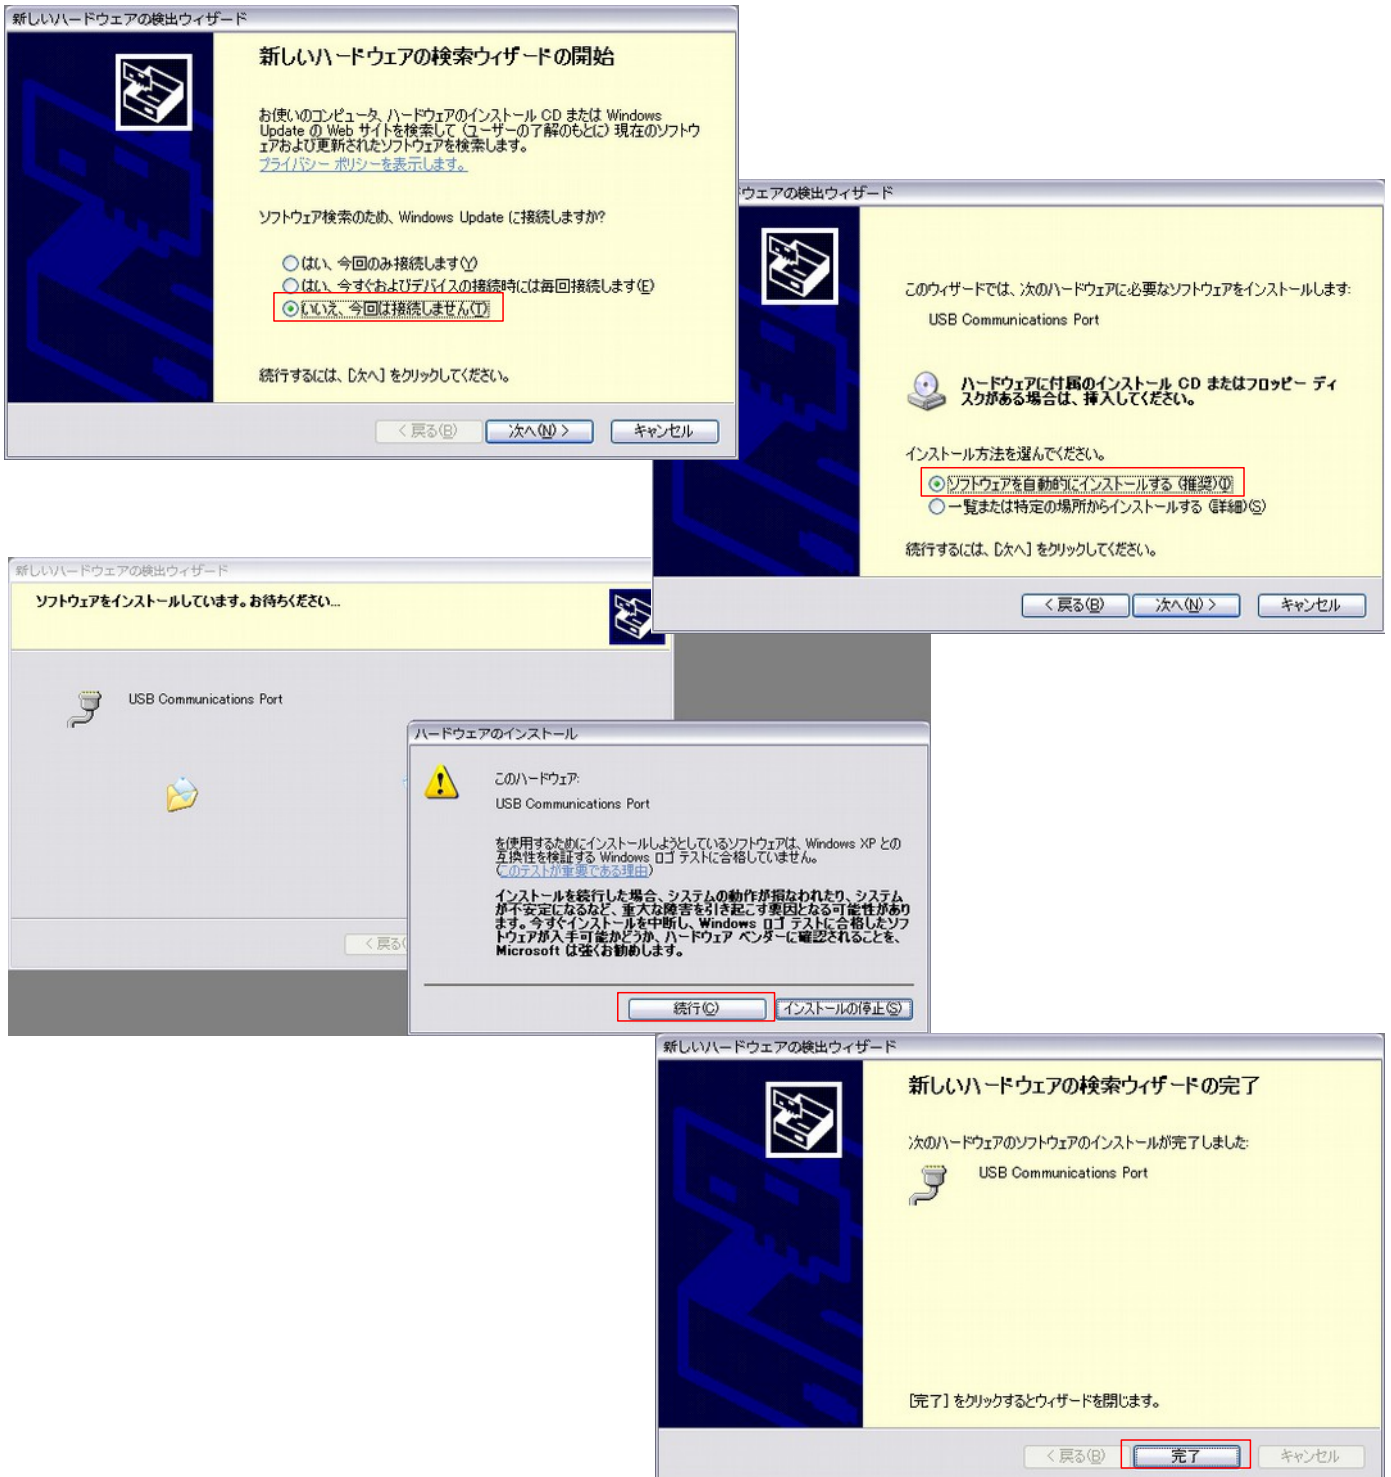 新しいハードウェアの検出ウィザード
新しいハードウェアの検索ウィザードの開始
お使いのコンピュータ、ハードウェアのインストール CD または Windows
Update の Web サイトを検索して (ユーザーの了解のもとに) 現在のソフトウ
ェアおよび更新されたソフトウェアを検索します。
プライバシー ポリシーを表示します。
ソフトウェア検索のため、Windows Update に接続しますか?
はい、今回のみ接続します(Y)
はい、今すぐおよびデバイスの接続時には毎回接続します(E)
いいえ、今回は接続しません(T)
続行するには、[次へ] をクリックしてください。
< 戻る(B)
次へ(N) >
キャンセル
ウェアの検出ウィザード
このウィザードでは、次のハードウェアに必要なソフトウェアをインストールします:
USB Communications Port
ハードウェアに付属のインストール CD またはフロッピー ディ
スクがある場合は、挿入してください。
インストール方法を選んでください。
ソフトウェアを自動的にインストールする (推奨)(I)
一覧または特定の場所からインストールする (詳細)(S)
続行するには、[次へ] をクリックしてください。
< 戻る(B)
次へ(N) >
キャンセル
新しいハードウェアの検出ウィザード
ソフトウェアをインストールしています。お待ちください...
USB Communications Port
< 戻る(
ハードウェアのインストール
このハードウェア:
USB Communications Port
を使用するためにインストールしようとしているソフトウェアは、Windows XP との
互換性を検証する Windows ロゴ テストに合格していません。
(このテストが重要である理由)
インストールを続行した場合、システムの動作が損なわれたり、システム
が不安定になるなど、重大な障害を引き起こす要因となる可能性があり
ます。今すぐインストールを中断し、Windows ロゴ テストに合格したソフ
トウェアが入手可能かどうか、ハードウェア ベンダーに確認されることを、
Microsoft は強くお勧めします。
続行(C)
インストールの停止(S)
新しいハードウェアの検出ウィザード
新しいハードウェアの検索ウィザードの完了
次のハードウェアのソフトウェアのインストールが完了しました:
USB Communications Port
[完了] をクリックするとウィザードを閉じます。
< 戻る(B)
完了
キャンセル